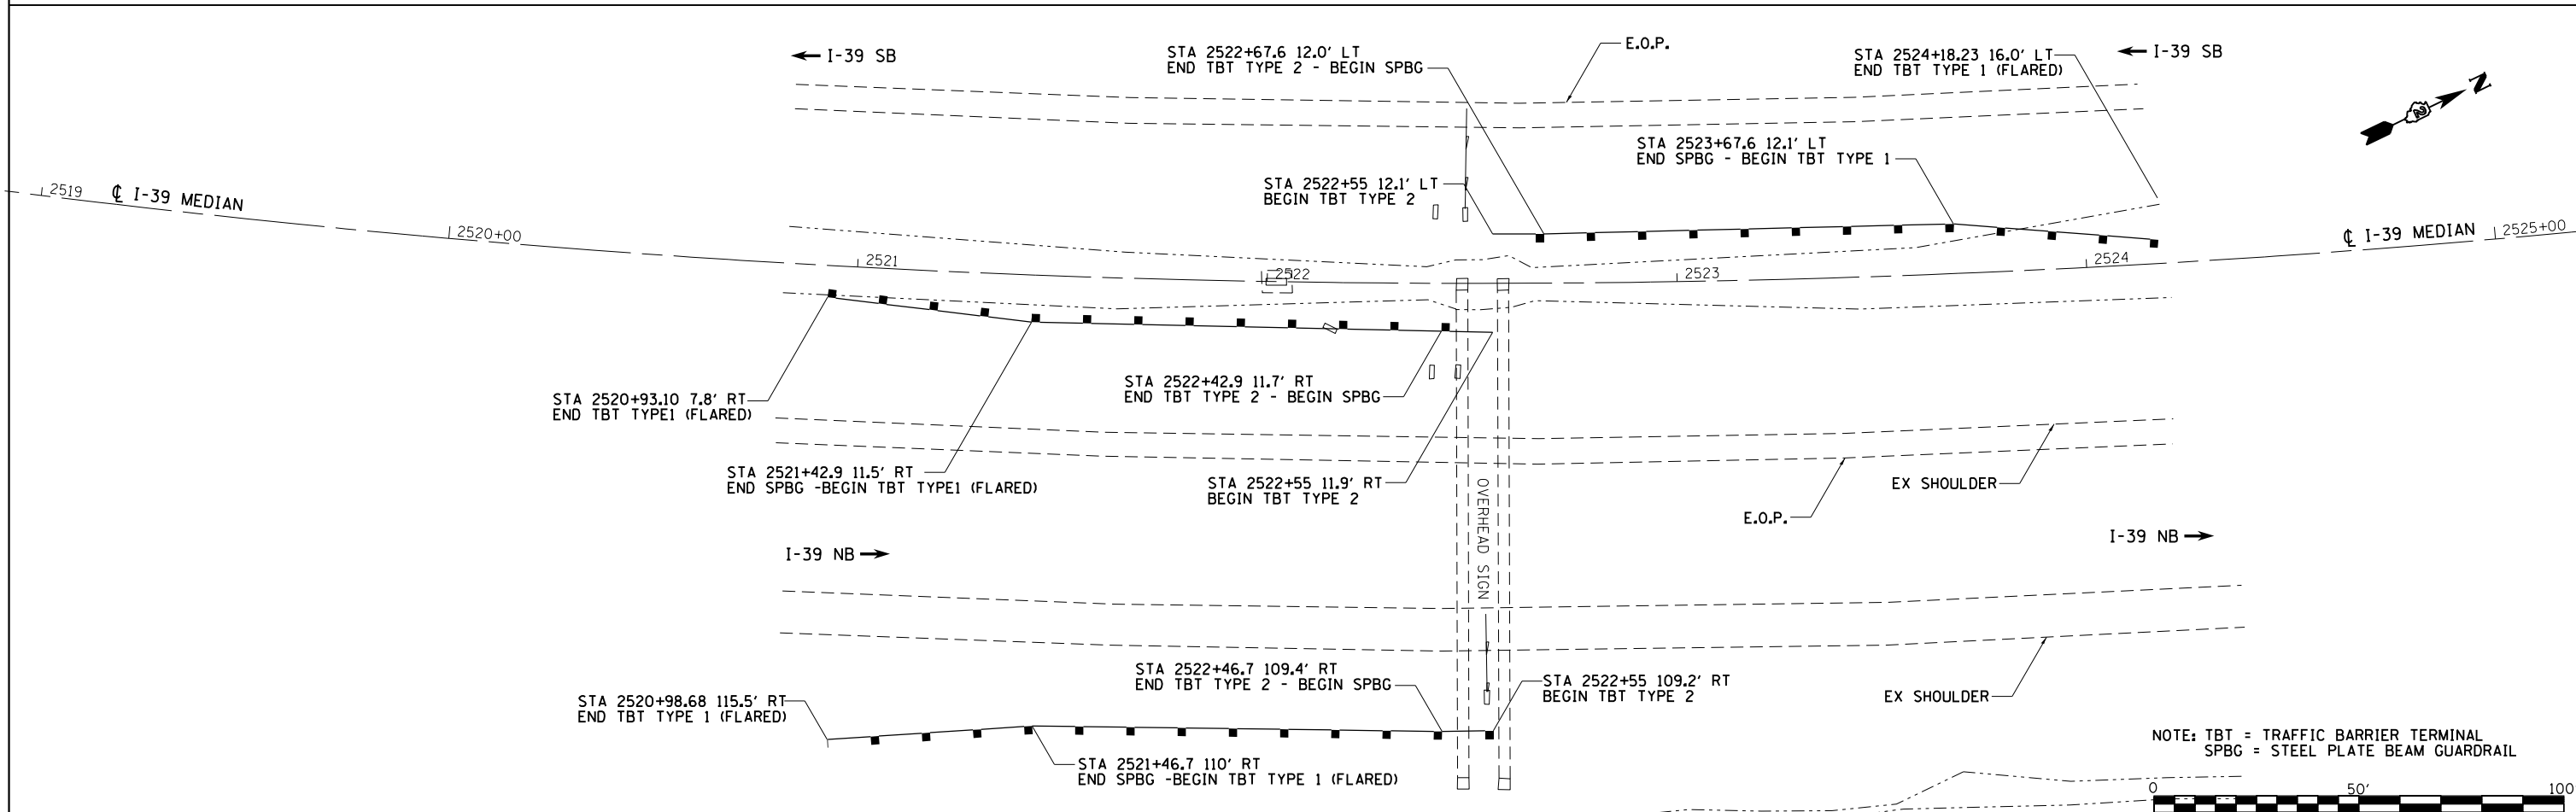 I-39 SB
STA 2522+67.6 12.0' LT
END TBT TYPE 2 - BEGIN SPBG
E.O.P.
STA 2524+18.23 16.0' LT
END TBT TYPE 1 (FLARED)
I-39 SB
N
STA 2523+67.6 12.1' LT
END SPBG - BEGIN TBT TYPE 1
STA 2522+55 12.1' LT
BEGIN TBT TYPE 2
2519
℄ I-39 MEDIAN
2520+00
2521
2522
2523
2524
℄ I-39 MEDIAN
2525+00
STA 2520+93.10 7.8' RT
END TBT TYPE1 (FLARED)
STA 2522+42.9 11.7' RT
END TBT TYPE 2 - BEGIN SPBG
STA 2521+42.9 11.5' RT
END SPBG -BEGIN TBT TYPE1 (FLARED)
STA 2522+55 11.9' RT
BEGIN TBT TYPE 2
OVERHEAD SIGN
EX SHOULDER
E.O.P.
I-39 NB
I-39 NB
STA 2522+46.7 109.4' RT
END TBT TYPE 2 - BEGIN SPBG
STA 2522+55 109.2' RT
BEGIN TBT TYPE 2
EX SHOULDER
STA 2520+98.68 115.5' RT
END TBT TYPE 1 (FLARED)
STA 2521+46.7 110' RT
END SPBG -BEGIN TBT TYPE 1 (FLARED)
NOTE: TBT = TRAFFIC BARRIER TERMINAL
SPBG = STEEL PLATE BEAM GUARDRAIL
0 50' 100